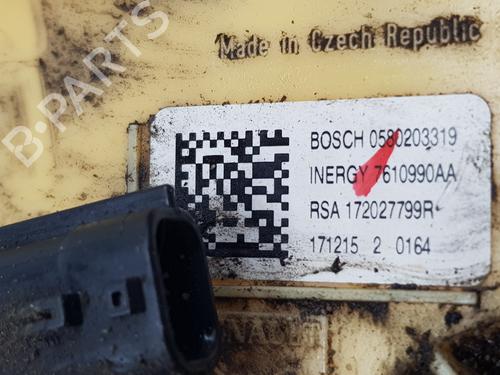 Made in Czech Republic
B-PARTS
BOSCH 0580203319
INERGY 7610990AA
RSA 172027799R
171215 2 0164